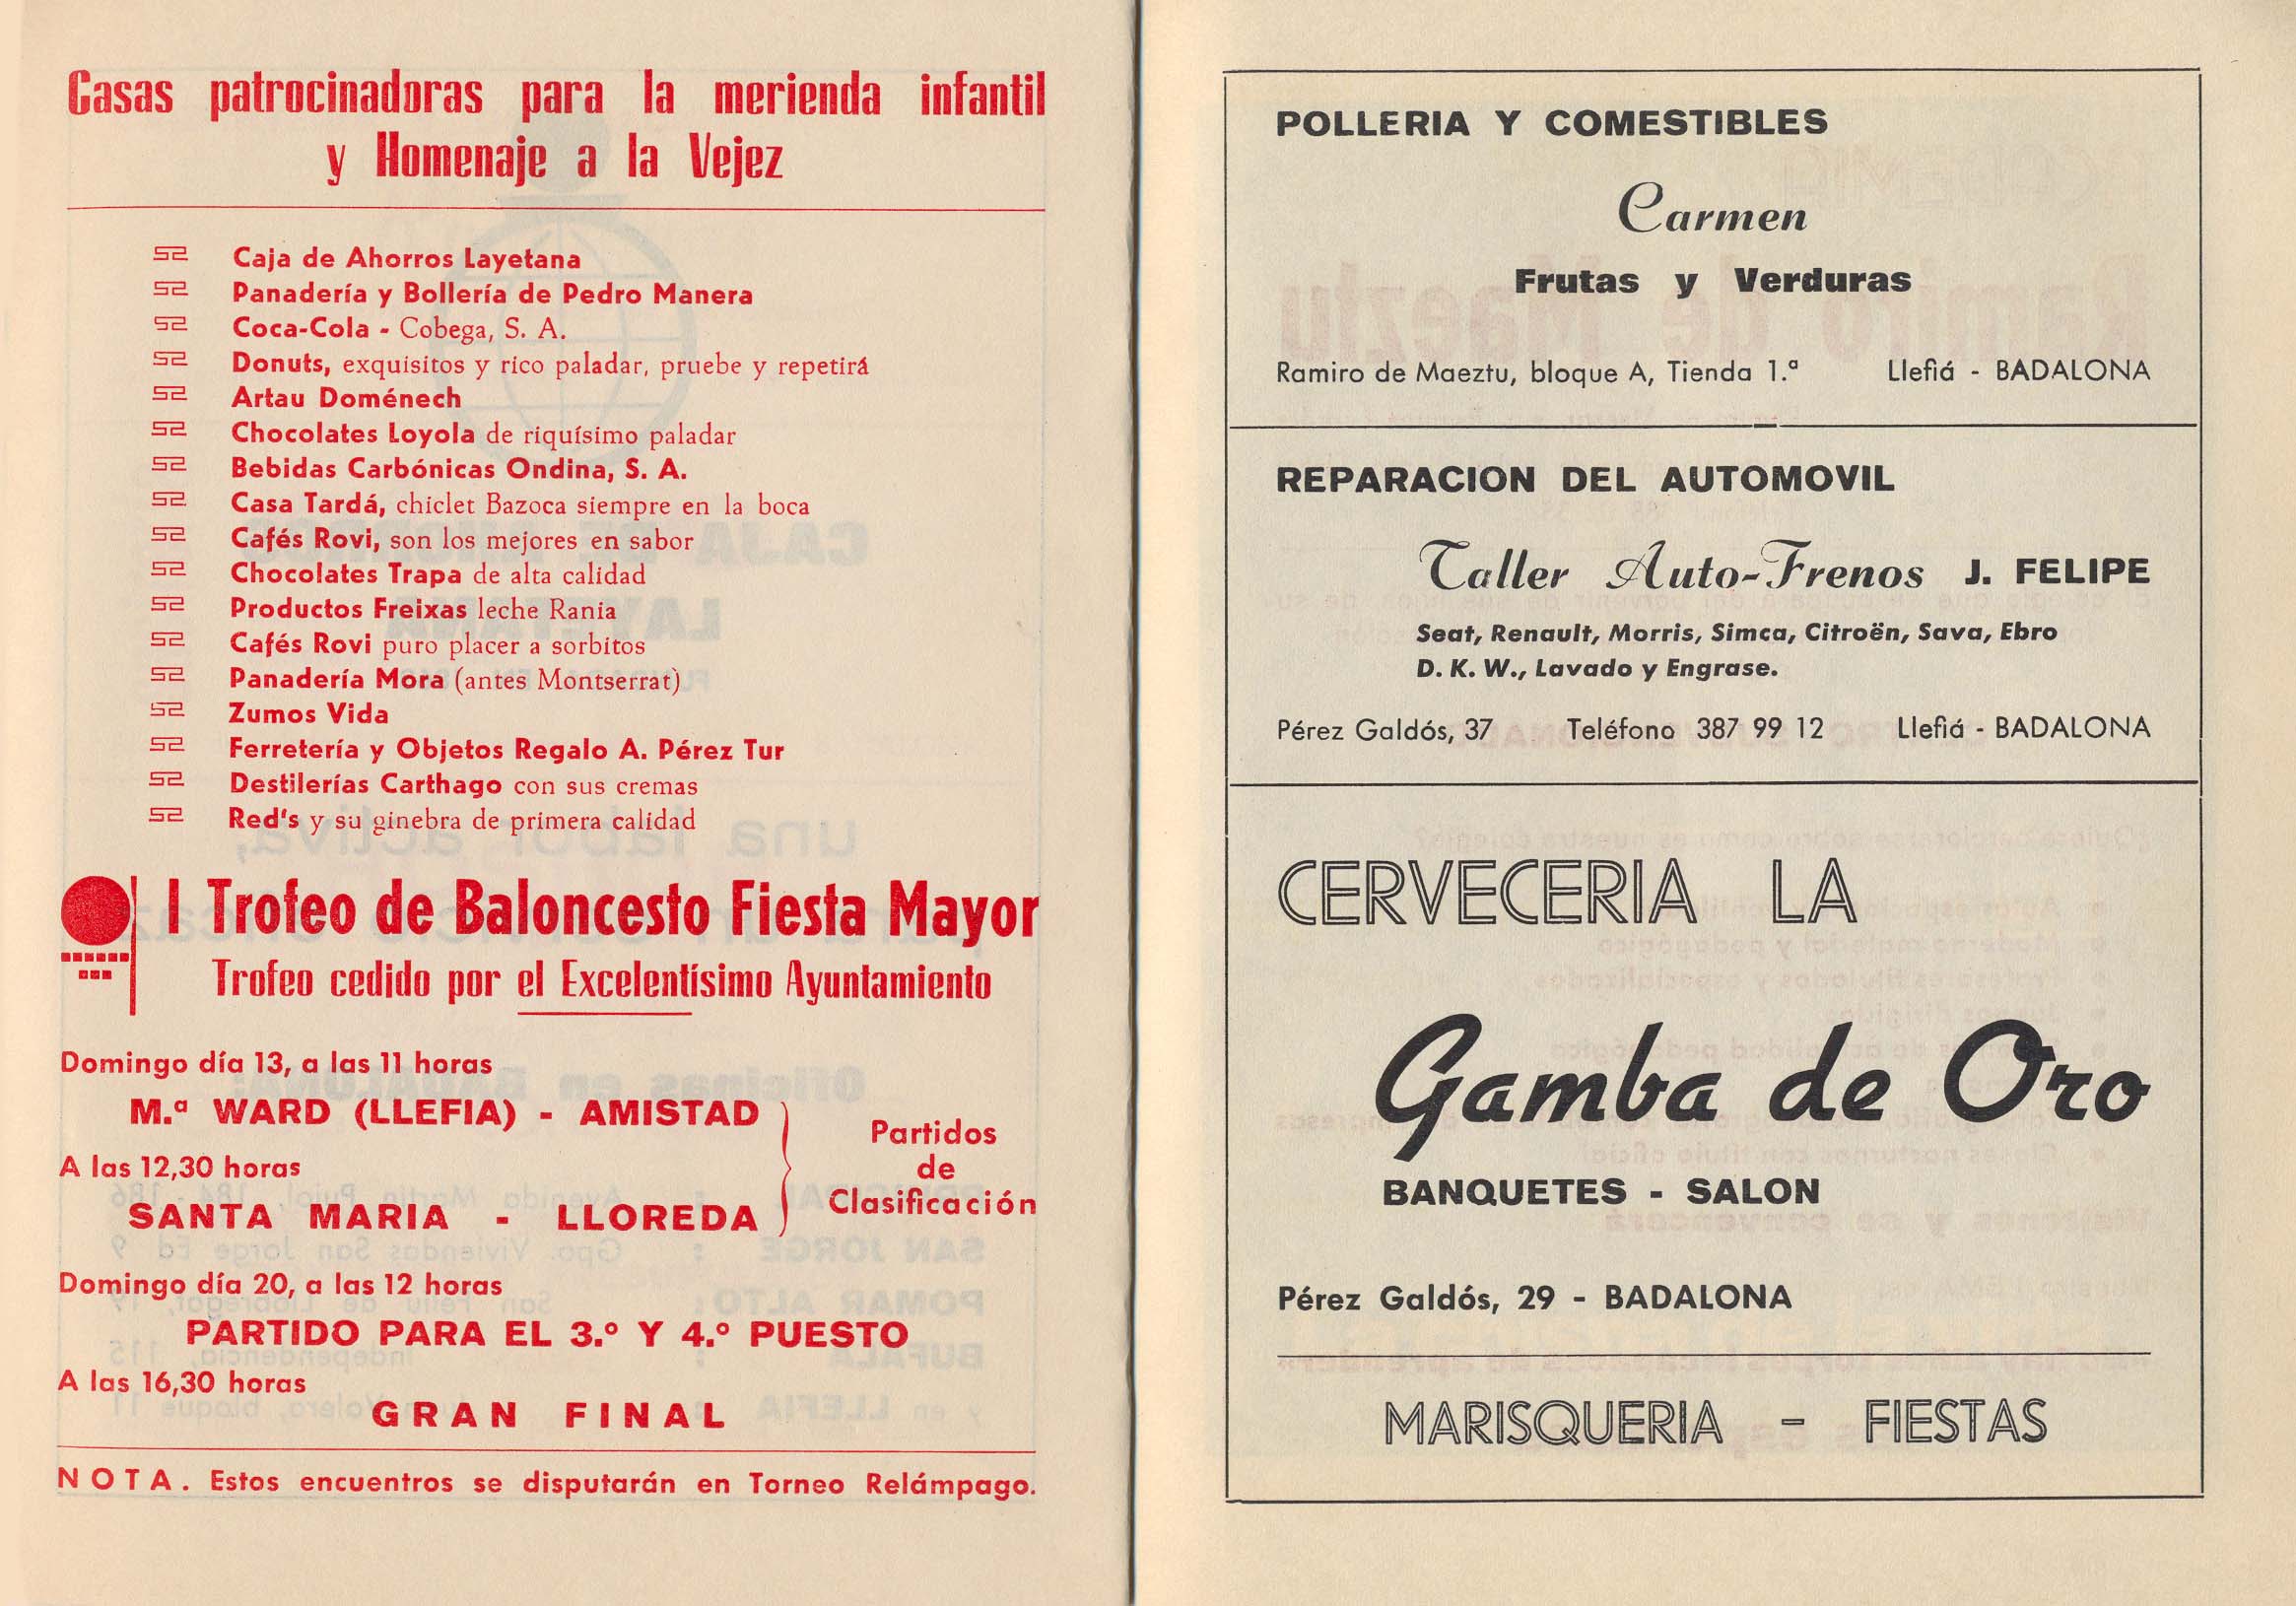 Casas patrocinadoras para la merienda infantil
y Homenaje a la Vejez
Caja de Ahorros Layetana
Panadería y Bollería de Pedro Manera
Coca-Cola - Cobega, S. A.
Donuts, exquisitos y rico paladar, pruebe y repetirá
Artau Doménech
Chocolates Loyola de riquísimo paladar
Bebidas Carbónicas Ondina, S. A.
Casa Tardá, chiclet Bazoca siempre en la boca
Cafés Rovi, son los mejores en sabor
Chocolates Trapa de alta calidad
Productos Freixas leche Rania
Cafés Rovi puro placer a sorbitos
Panadería Mora (antes Montserrat)
Zumos Vida
Ferretería y Objetos Regalo A. Pérez Tur
Destilerías Carthago con sus cremas
Red's y su ginebra de primera calidad
I Trofeo de Baloncesto Fiesta Mayor
Trofeo cedido por el Excelentísimo Ayuntamiento
Domingo día 13, a las 11 horas
M.ª WARD (LLEFIA) - AMISTAD
A las 12,30 horas
SANTA MARIA - LLOREDA
Partidos
de
Clasificación
Domingo día 20, a las 12 horas
PARTIDO PARA EL 3.º Y 4.º PUESTO
A las 16,30 horas
GRAN FINAL
NOTA. Estos encuentros se disputarán en Torneo Relámpago.
POLLERIA Y COMESTIBLES
Carmen
Frutas y Verduras
Ramiro de Maeztu, bloque A, Tienda 1.ª Llefiá - BADALONA
REPARACION DEL AUTOMOVIL
Taller Auto-Frenos J. FELIPE
Seat, Renault, Morris, Simca, Citroën, Sava, Ebro
D. K. W., Lavado y Engrase.
Pérez Galdós, 37 Teléfono 387 99 12 Llefiá - BADALONA
CERVECERIA LA
Gamba de Oro
BANQUETES - SALON
Pérez Galdós, 29 - BADALONA
MARISQUERIA - FIESTAS